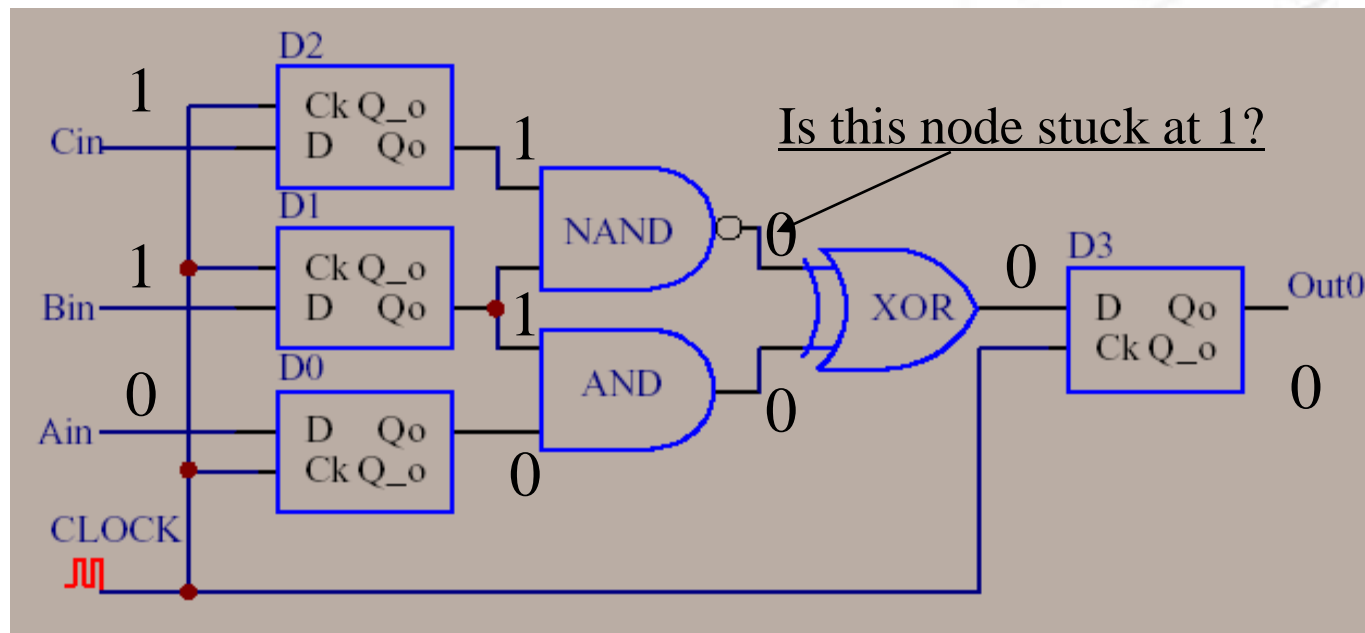 D2
1
Ck Q_o
Cin
D Qo
1
Is this node stuck at 1?
D1
NAND
0
1
Ck Q_o
0
D3
Bin
D Qo
1
XOR
D Qo
Out0
Ck Q_o
D0
0
AND
0
0
Ain
D Qo
Ck Q_o
0
CLOCK